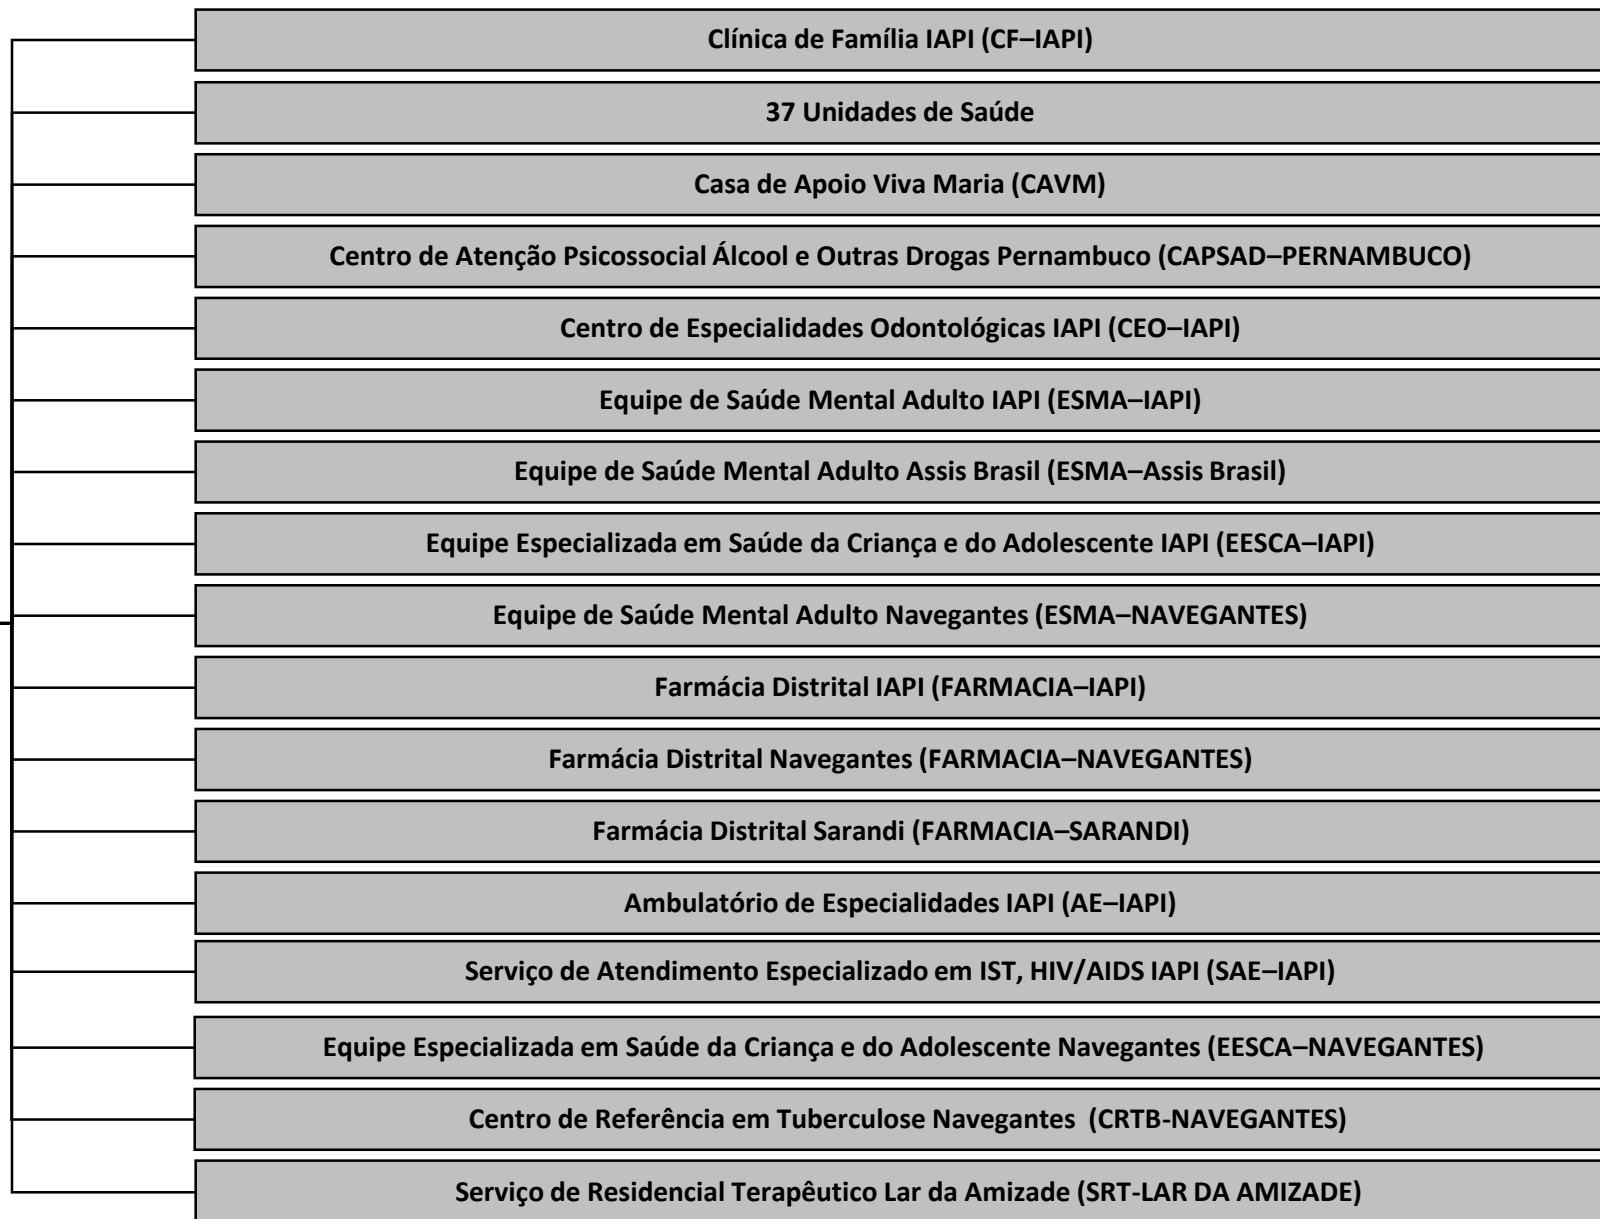 Clínica de Família IAPI (CF–IAPI)
37 Unidades de Saúde
Casa de Apoio Viva Maria (CAVM)
Centro de Atenção Psicossocial Álcool e Outras Drogas Pernambuco (CAPSAD–PERNAMBUCO)
Centro de Especialidades Odontológicas IAPI (CEO–IAPI)
Equipe de Saúde Mental Adulto IAPI (ESMA–IAPI)
Equipe de Saúde Mental Adulto Assis Brasil (ESMA–Assis Brasil)
Equipe Especializada em Saúde da Criança e do Adolescente IAPI (EESCA–IAPI)
Equipe de Saúde Mental Adulto Navegantes (ESMA–NAVEGANTES)
Farmácia Distrital IAPI (FARMACIA–IAPI)
Farmácia Distrital Navegantes (FARMACIA–NAVEGANTES)
Farmácia Distrital Sarandi (FARMACIA–SARANDI)
Ambulatório de Especialidades IAPI (AE–IAPI)
Serviço de Atendimento Especializado em IST, HIV/AIDS IAPI (SAE–IAPI)
Equipe Especializada em Saúde da Criança e do Adolescente Navegantes (EESCA–NAVEGANTES)
Centro de Referência em Tuberculose Navegantes  (CRTB-NAVEGANTES)
Serviço de Residencial Terapêutico Lar da Amizade (SRT-LAR DA AMIZADE)